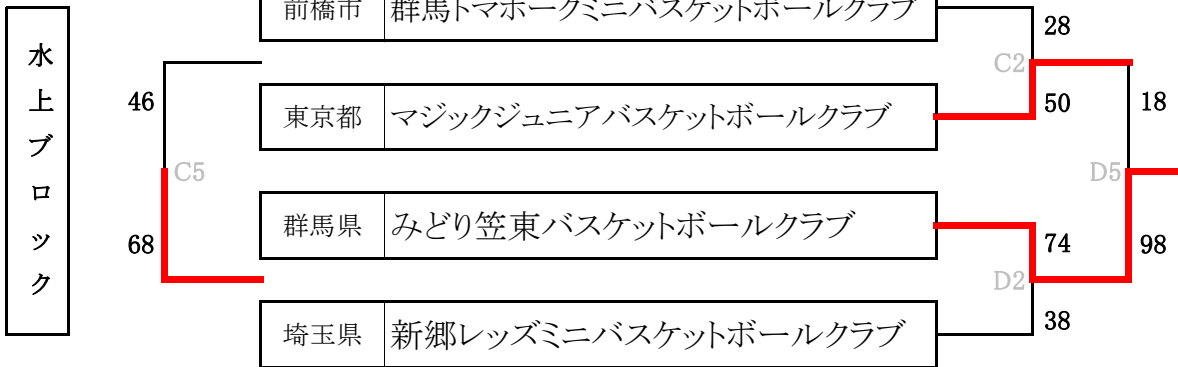 水上ブロック
前橋市 群馬トマホークミニバスケットボールクラブ
28
C2
46
東京都 マジックジュニアバスケットボールクラブ
50
18
C5
D5
群馬県 みどり笠東バスケットボールクラブ
68
74
98
D2
埼玉県 新郷レッズミニバスケットボールクラブ
38